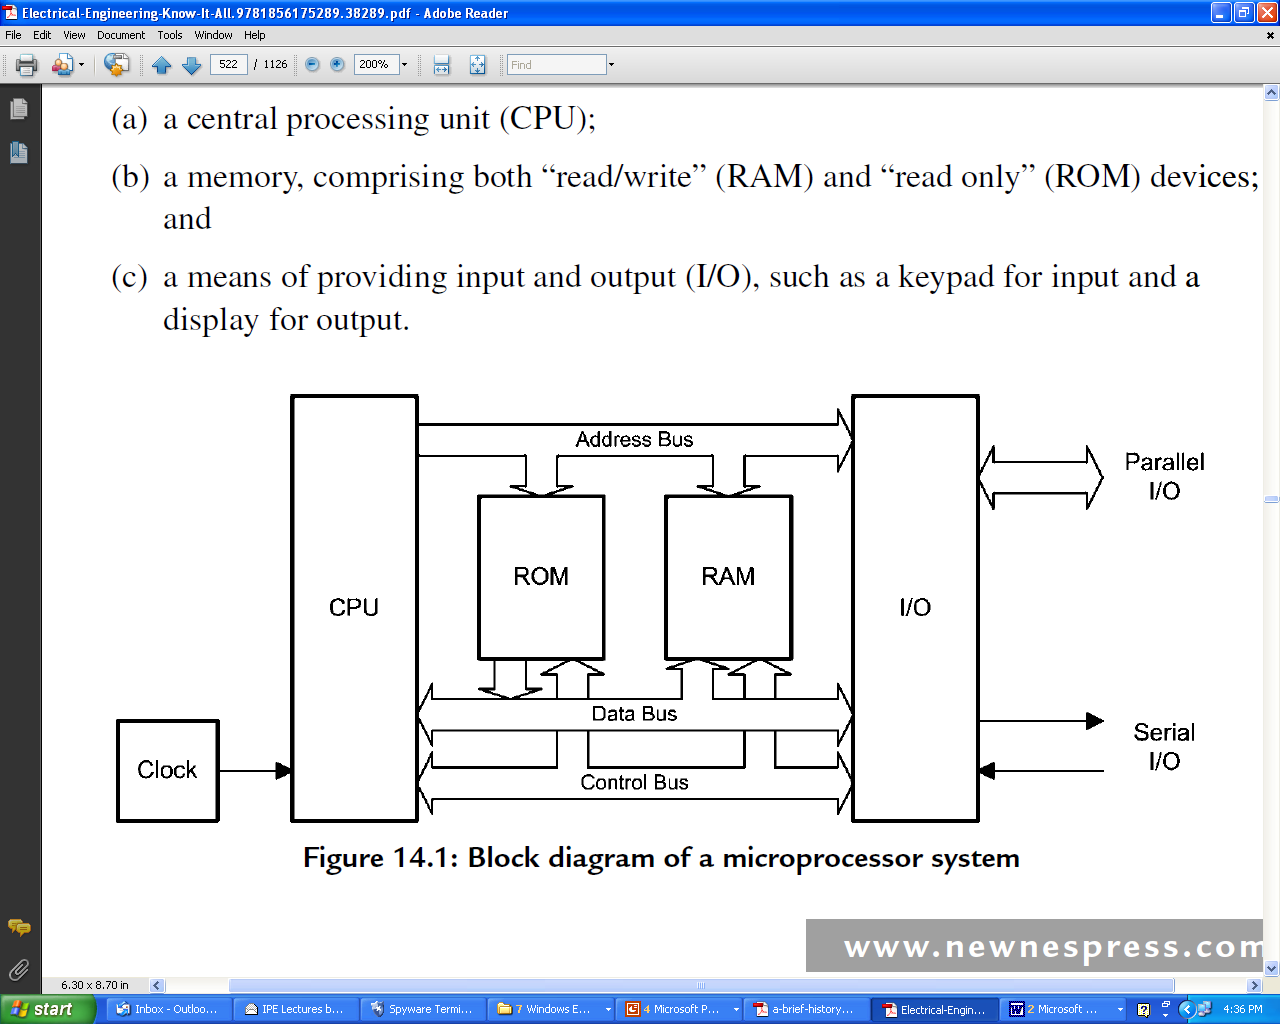 Electrical-Engineering-Know-It-All.9781856175289.38289.pdf - Adobe Reader
File Edit View Document Tools Window Help
522 / 1126 200% Find
(a) a central processing unit (CPU);
(b) a memory, comprising both “read/write” (RAM) and “read only” (ROM) devices;
and
(c) a means of providing input and output (I/O), such as a keypad for input and a
display for output.
Address Bus
Parallel
I/O
ROM
RAM
CPU
I/O
Data Bus
Serial
I/O
Clock
Control Bus
Figure 14.1: Block diagram of a microprocessor system
www.newnespress.com
6.30 x 8.70 in
start Inbox - Outloo... IPE Lectures b... Spyware Termi... 7 Windows E... 4 Microsoft P... a-brief-history... Electrical-Engin... 2 Microsoft ... 4:36 PM